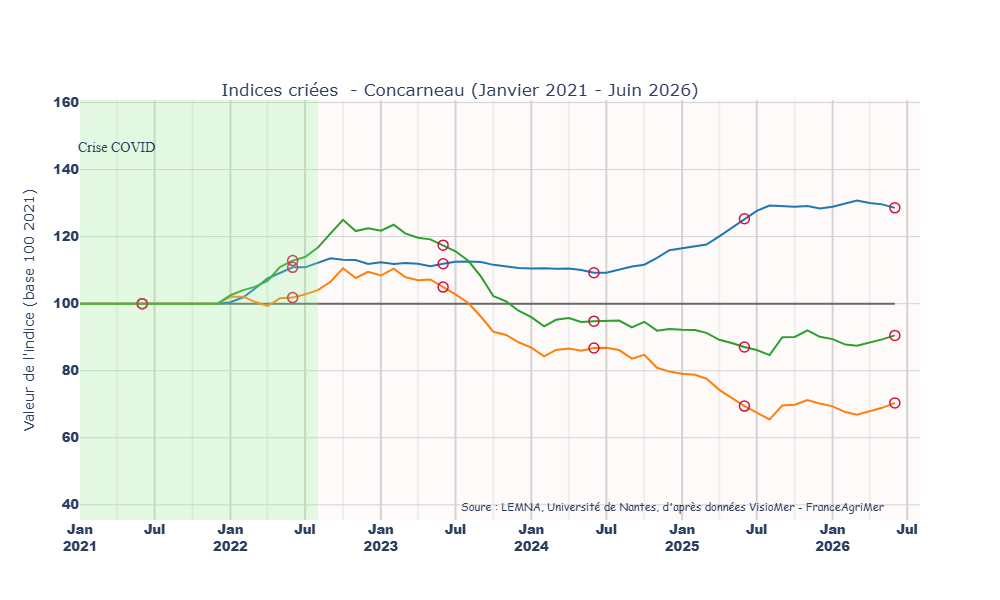 Indices criées  - Concarneau (Janvier 2021 - Juin 2026)
Valeur de l'indice (base 100 2021)
160
140
120
100
80
60
40
Crise COVID
Soure : LEMNA, Université de Nantes, d'après données VisioMer - FranceAgriMer
Jan Jul Jan Jul Jan Jul Jan Jul Jan Jul Jan Jul
2021 2022 2023 2024 2025 2026